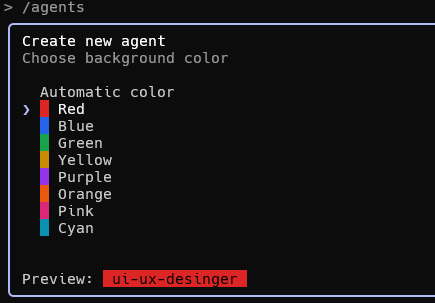 > /agents
Create new agent
Choose background color
Automatic color
❯ Red
Blue
Green
Yellow
Purple
Orange
Pink
Cyan
Preview: ui-ux-desinger